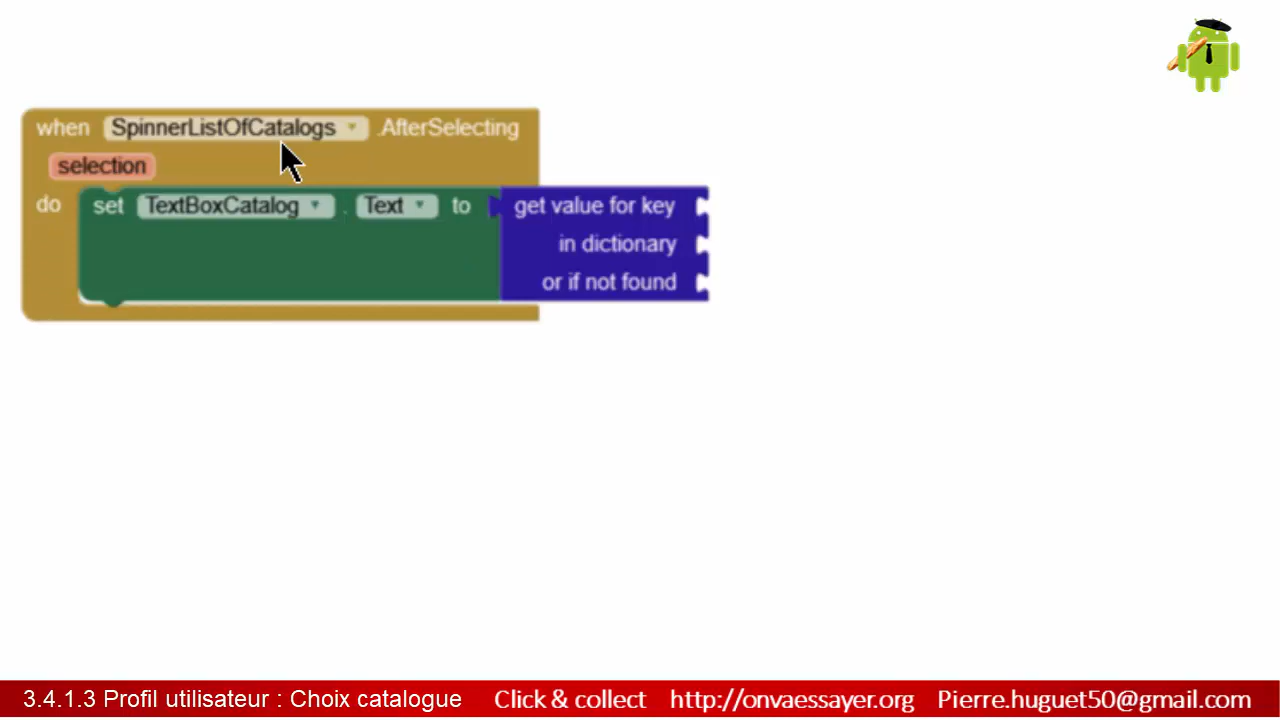 when SpinnerListOfCatalogs .AfterSelecting
selection
do set TextBoxCatalog . Text to get value for key
in dictionary
or if not found
3.4.1.3 Profil utilisateur : Choix catalogue Click & collect http://onvaessayer.org Pierre.huguet50@gmail.com